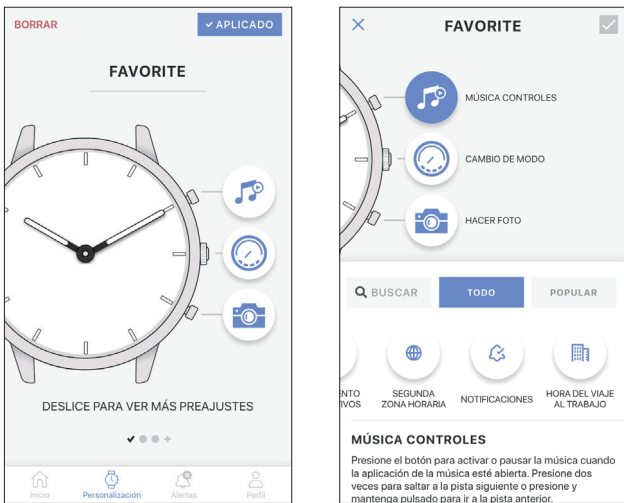 BORRAR
APLICADO
FAVORITE
DESLICE PARA VER MÁS PREAJUSTES
Inicio
Personalización
Alertas
Perfil
FAVORITE
MÚSICA CONTROLES
CAMBIO DE MODO
HACER FOTO
BUSCAR
TODO
POPULAR
NTO
IVOS
SEGUNDA
ZONA HORARIA
NOTIFICACIONES
HORA DEL VIAJE
AL TRABAJO
MÚSICA CONTROLES
Presione el botón para activar o pausar la música cuando
la aplicación de la música esté abierta. Presione dos
veces para saltar a la pista siguiente o presione y
mantenga pulsado para ir a la pista anterior.